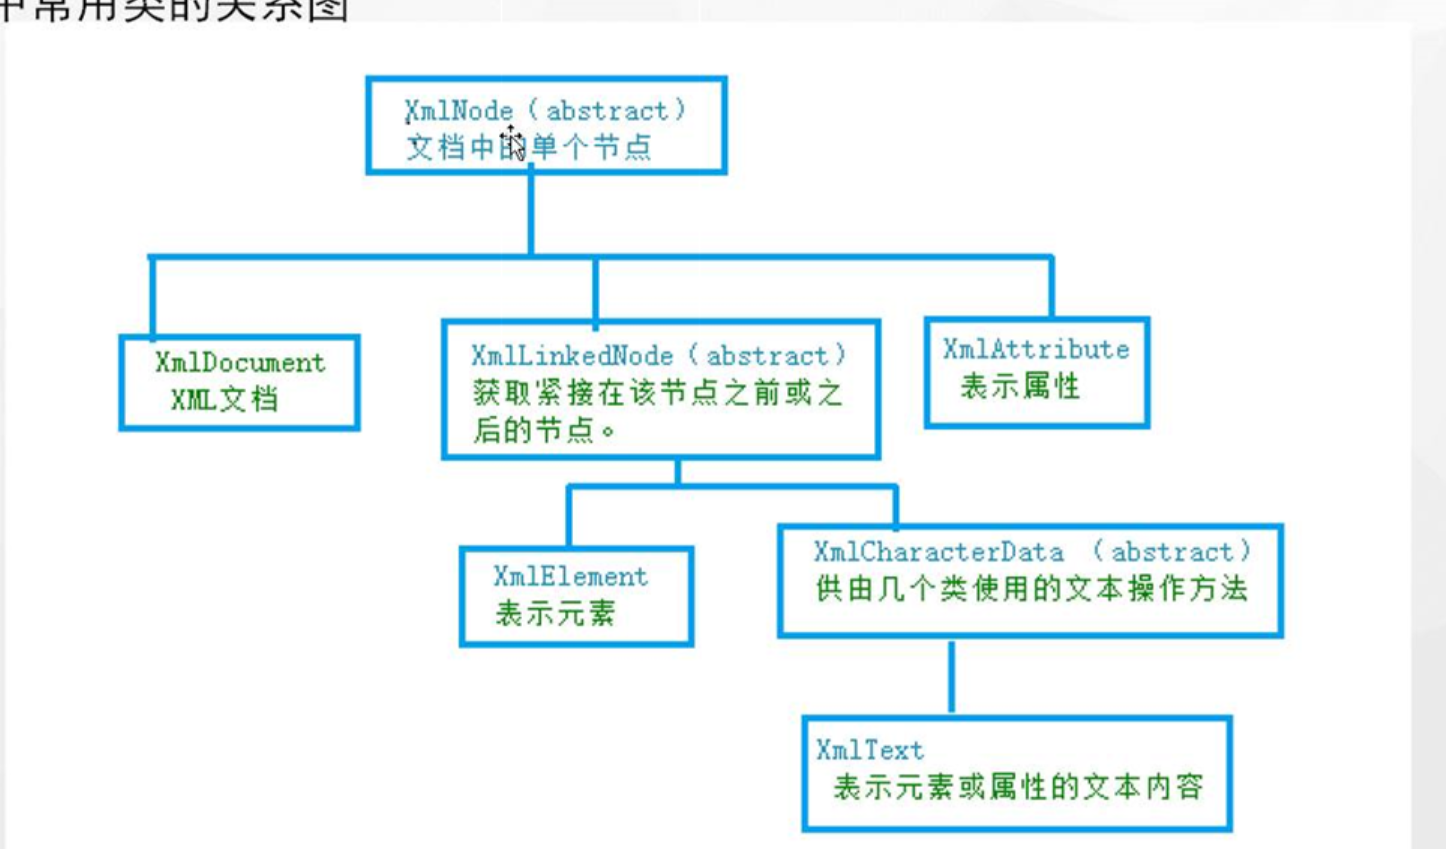 中常用类的关系图
XmlNode（abstract）
文档中的单个节点
XmlDocument
XML文档
XmlLinkedNode（abstract）
获取紧接在该节点之前或之
后的节点。
XmlAttribute
表示属性
XmlElement
表示元素
XmlCharacterData （abstract）
供由几个类使用的文本操作方法
XmlText
表示元素或属性的文本内容